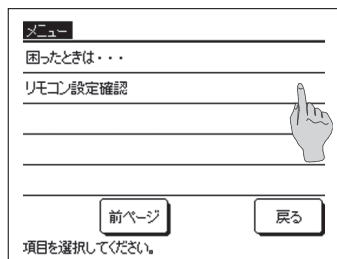 メニュー
困ったときは・・・
リモコン設定確認
前ページ 戻る
項目を選択してください。